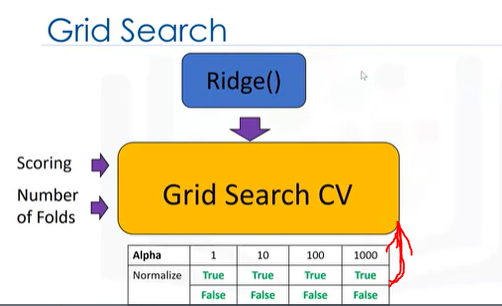 Grid Search
Ridge()
Scoring
Number
of Folds
Grid Search CV
Alpha 1 10 100 1000
Normalize True True True True
False False False False